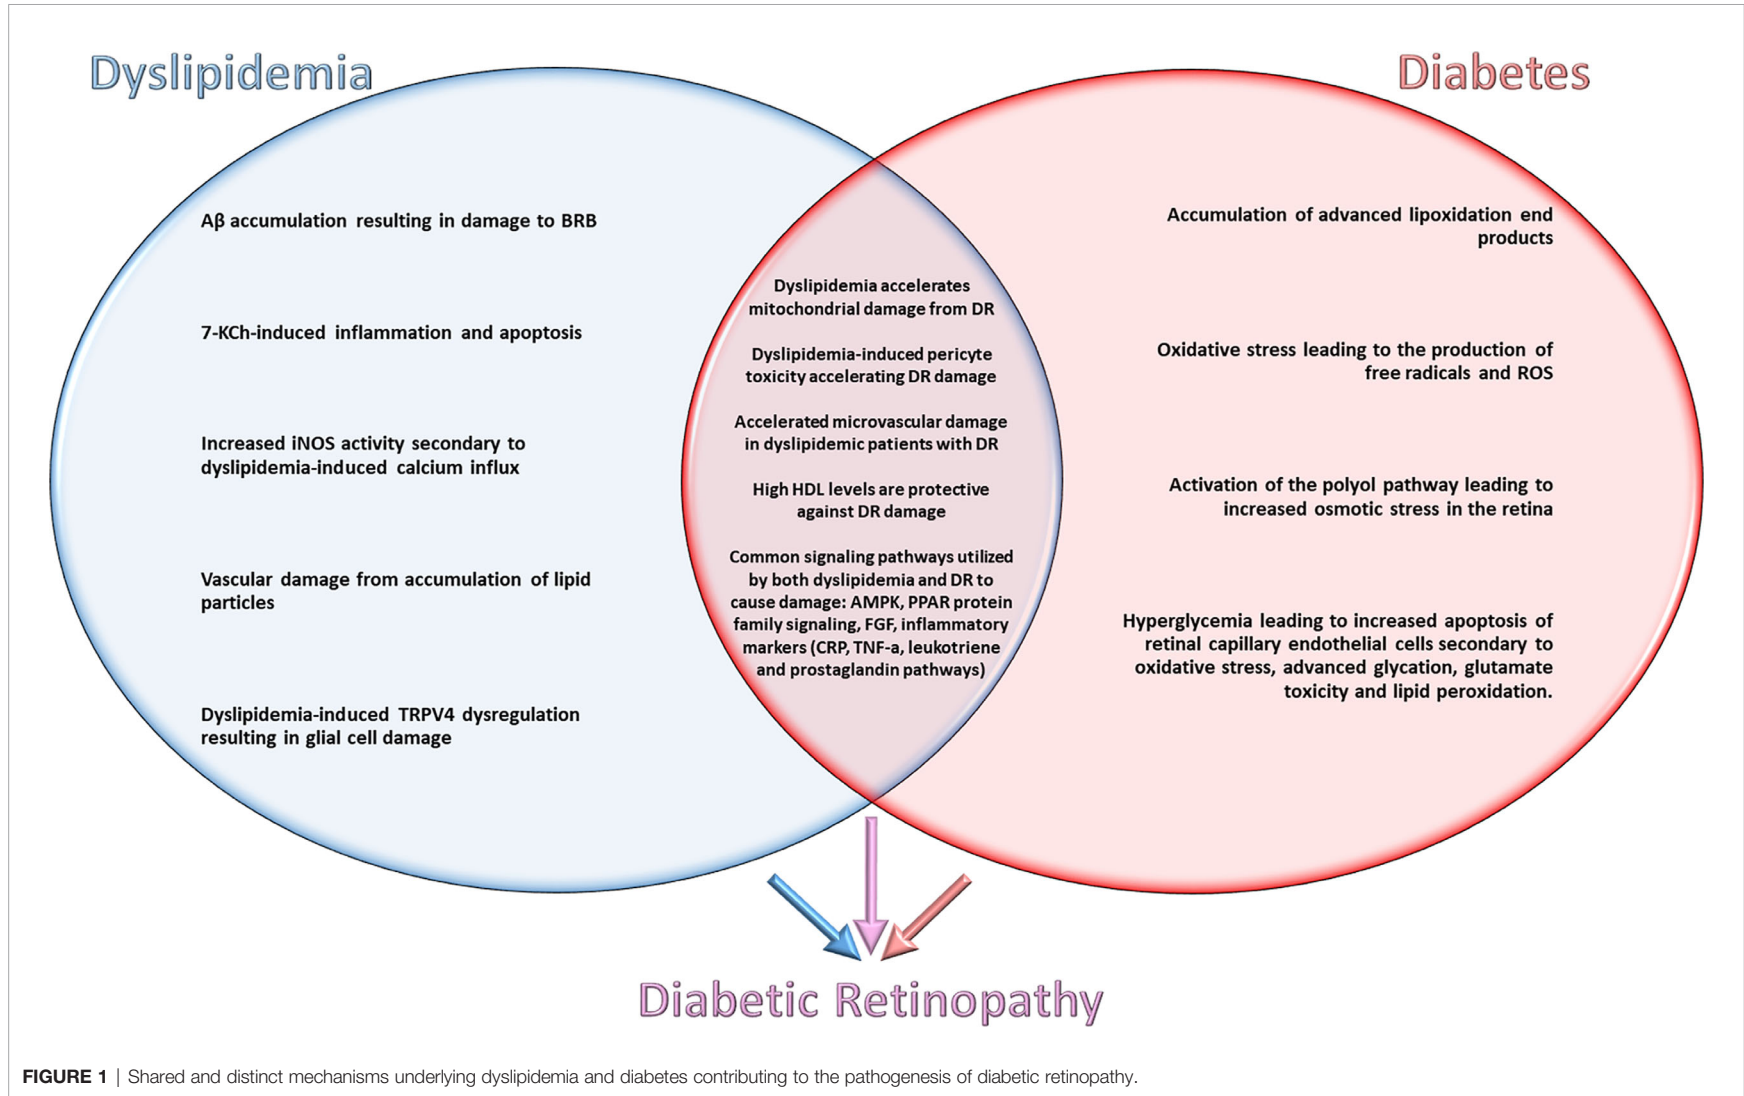 Dyslipidemia
Diabetes
Aβ accumulation resulting in damage to BRB
7-KCh-induced inflammation and apoptosis
Increased iNOS activity secondary to
dyslipidemia-induced calcium influx
Vascular damage from accumulation of lipid
particles
Dyslipidemia-induced TRPV4 dysregulation
resulting in glial cell damage
Dyslipidemia accelerates
mitochondrial damage from DR
Dyslipidemia-induced pericyte
toxicity accelerating DR damage
Accelerated microvascular damage
in dyslipidemic patients with DR
High HDL levels are protective
against DR damage
Common signaling pathways utilized
by both dyslipidemia and DR to
cause damage: AMPK, PPAR protein
family signaling, FGF, inflammatory
markers (CRP, TNF-a, leukotriene
and prostaglandin pathways)
Accumulation of advanced lipoxidation end
products
Oxidative stress leading to the production of
free radicals and ROS
Activation of the polyol pathway leading to
increased osmotic stress in the retina
Hyperglycemia leading to increased apoptosis of
retinal capillary endothelial cells secondary to
oxidative stress, advanced glycation, glutamate
toxicity and lipid peroxidation.
Diabetic Retinopathy
FIGURE 1 | Shared and distinct mechanisms underlying dyslipidemia and diabetes contributing to the pathogenesis of diabetic retinopathy.